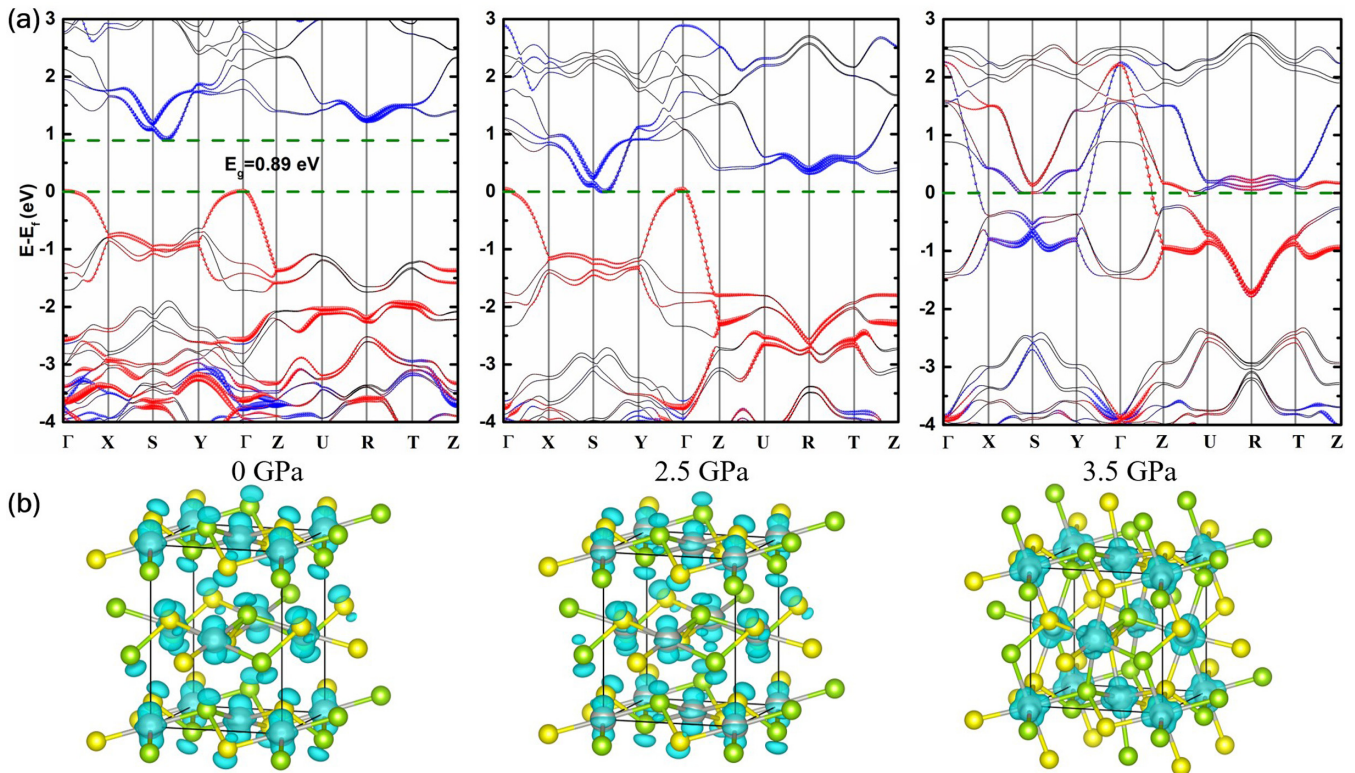 (a)
E-E_f (eV)
3 2 1 0 -1 -2 -3 -4
E_g=0.89 eV
Γ X S Y Γ Z U R T Z
0 GPa
3 2 1 0 -1 -2 -3 -4
Γ X S Y Γ Z U R T Z
2.5 GPa
3 2 1 0 -1 -2 -3 -4
Γ X S Y Γ Z U R T Z
3.5 GPa
(b)